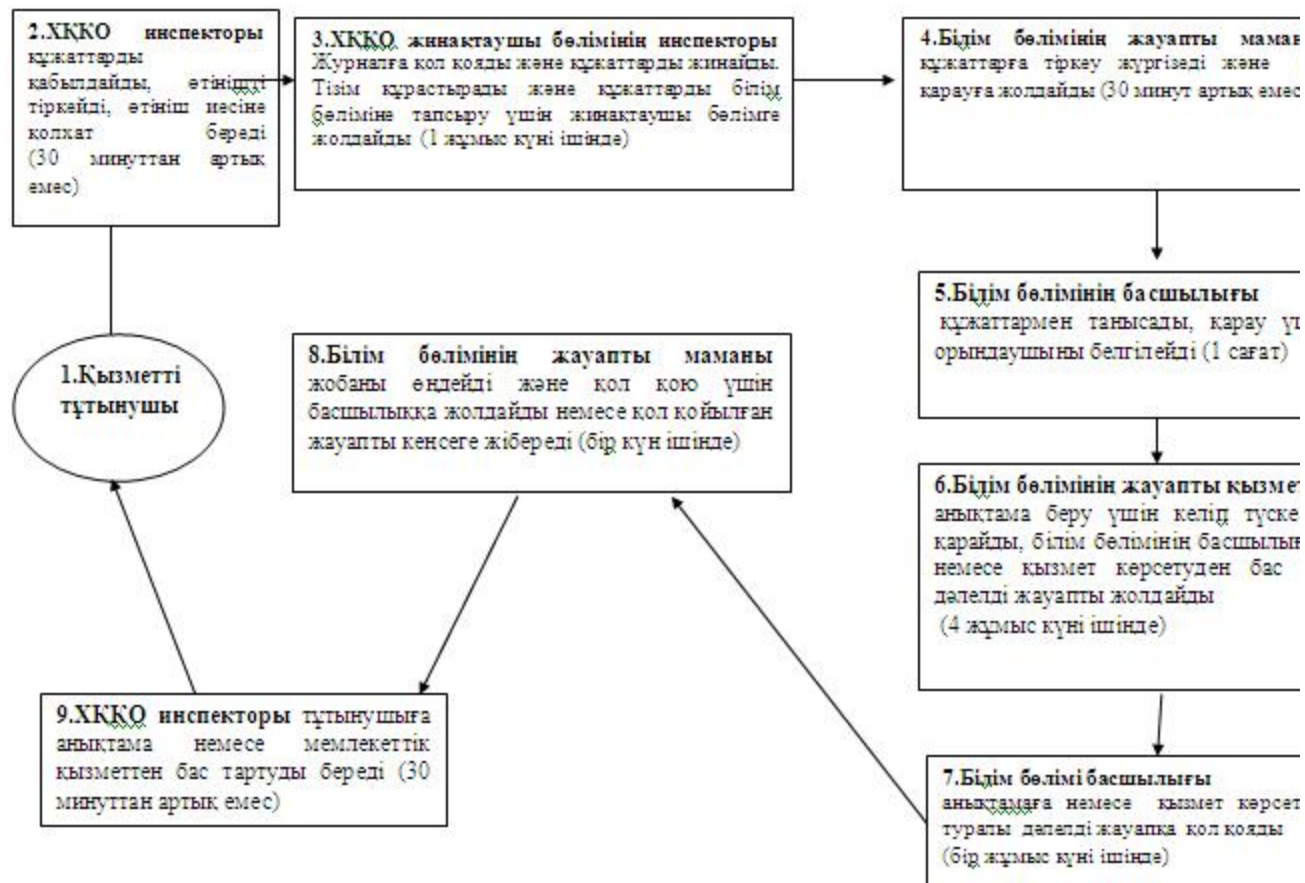 2.ХҚКО инспекторы
құжаттарды
қабылдайды, өтінішті
тіркейді, өтініш иесіне
қолхат береді
(30 минуттан артық
емес)
3.ХҚКО жинақтаушы бөлімінің инспекторы
Журналға қол қояды және құжаттарды жинайды.
Тізім құрастырады және құжаттарды білім
бөліміне тапсыру үшін жинақтаушы бөлімге
жолдайды (1 жұмыс күні ішінде)
4.Білім бөлімінің жауапты
құжаттарға тіркеу жүргізеді және
қарауға жолдайды (30 минут артық емес
5.Білім бөлімінің басшылығы
құжаттармен танысады, қарау
орындаушыны белгілейді (1 сағат)
6.Білім бөлімінің жауапты
анықтама беру үшін келіп
қарайды, білім бөлімінің
немесе қызмет көрсетуден бас
дәлелді жауапты жолдайды
(4 жұмыс күні ішінде)
7.Білім бөлімі басшылығы
анықтамаға немесе қызмет
туралы дәлелді жауапқа қол қояды
(бір жұмыс күні ішінде)
8.Білім бөлімінің жауапты маманы
жобаны өңдейді және қол қою үшін
басшылыққа жолдайды немесе қол қойылған
жауапты кеңсеге жібереді (бір күн ішінде)
9.ХҚКО инспекторы тұтынушыға
анықтама немесе мемлекеттік
қызметтен бас тартуды береді (30
минуттан артық емес)
1.Қызметті
тұтынушы